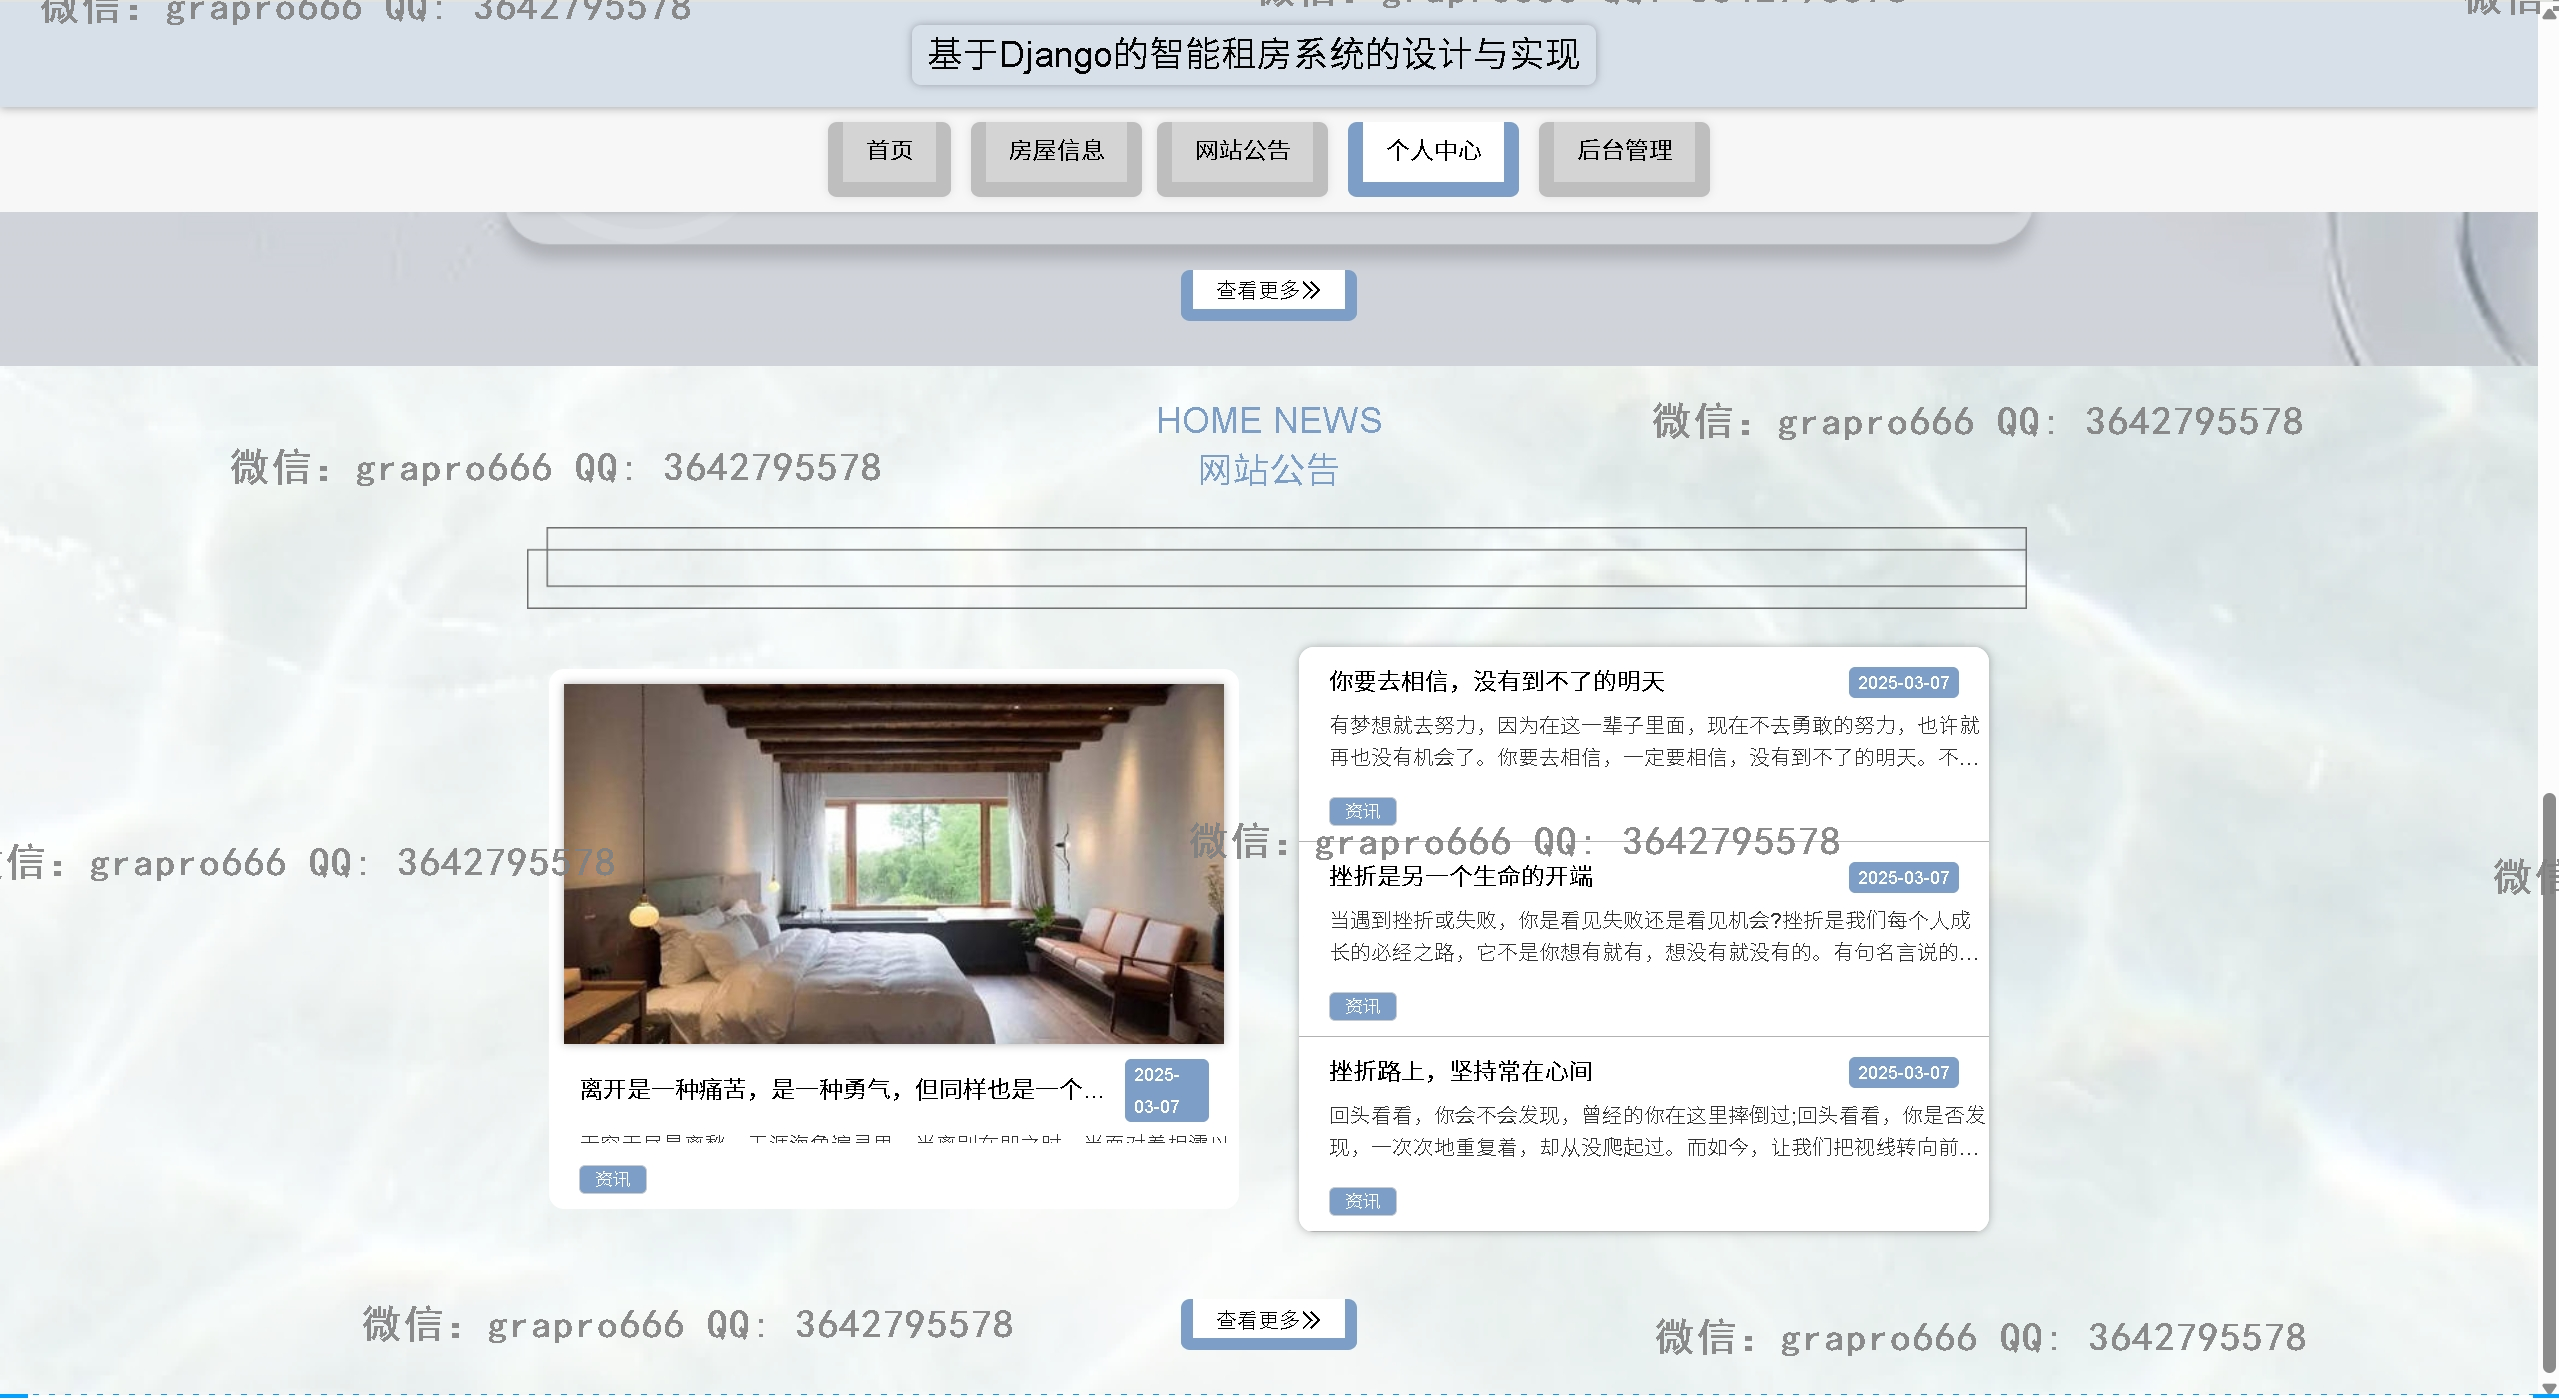 微信: grapro666 QQ: 3642795578
基于Django的智能租房系统的设计与实现
首页
房屋信息
网站公告
个人中心
后台管理
查看更多
HOME NEWS
网站公告
微信: grapro666 QQ: 3642795578
微信: grapro666 QQ: 3642795578
你要去相信，没有到不了的明天
2025-03-07
有梦想就去努力，因为在这一辈子里面，现在不去勇敢的努力，也许就
再也没有机会了。你要去相信，一定要相信，没有到不了的明天。不...
资讯
信: grapro666 QQ: 3642795578
微信: grapro666 QQ: 3642795578
微信
挫折是另一个生命的开端
2025-03-07
当遇到挫折或失败，你是看见失败还是看见机会?挫折是我们每个人成
长的必经之路，它不是你想有就有，想没有就没有的。有句名言说的...
资讯
离开是一种痛苦，是一种勇气，但同样也是一个...
2025-
03-07
资讯
挫折路上，坚持常在心间
2025-03-07
回头看看，你会不会发现，曾经的你在这里摔倒过;回头看看，你是否发
现，一次次地重复着，却从没爬起过。而如今，让我们把视线转向前...
资讯
微信: grapro666 QQ: 3642795578
查看更多
微信: grapro666 QQ: 3642795578